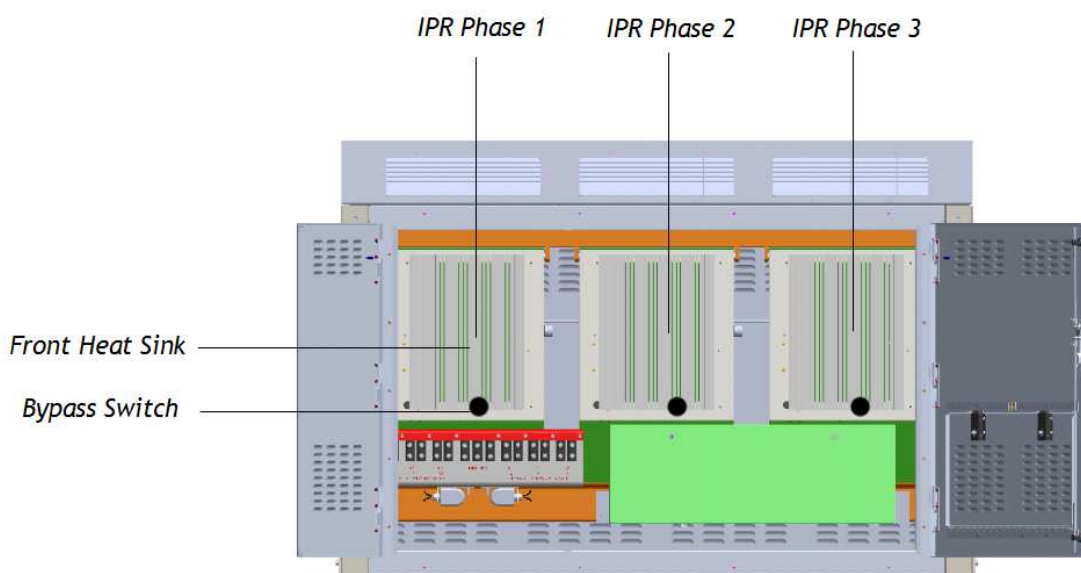 IPR Phase 1
IPR Phase 2
IPR Phase 3
Front Heat Sink
Bypass Switch